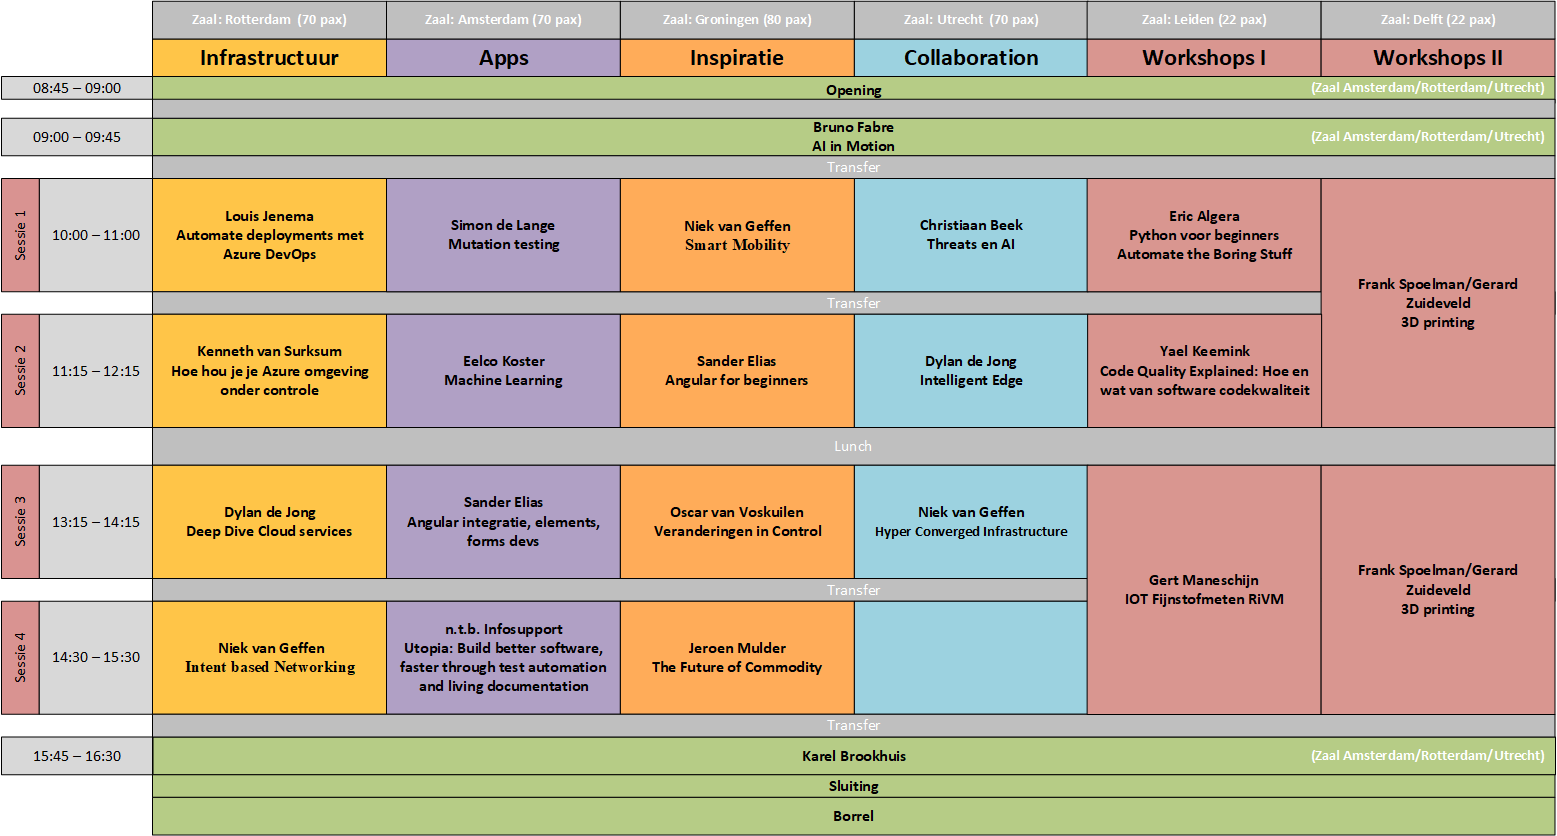 Zaal: Rotterdam (70 pax)
Zaal: Amsterdam (70 pax)
Zaal: Groningen (80 pax)
Zaal: Utrecht (70 pax)
Zaal: Leiden (22 pax)
Zaal: Delft (22 pax)
Infrastructuur
Apps
Inspiratie
Collaboration
Workshops I
Workshops II
08:45 – 09:00
Opening
(Zaal Amsterdam/Rotterdam/Utrecht)
09:00 – 09:45
Bruno Fabre
AI in Motion
(Zaal Amsterdam/Rotterdam/Utrecht)
Transfer
Sessie 1
10:00 – 11:00
Louis Jenema
Automate deployments met
Azure DevOps
Simon de Lange
Mutation testing
Niek van Geffen
Smart Mobility
Christiaan Beek
Threats en AI
Eric Algera
Python voor beginners
Automate the Boring Stuff
Frank Spoelman/Gerard
Zuideveld
3D printing
Transfer
Sessie 2
11:15 – 12:15
Kenneth van Surksum
Hoe hou je je Azure omgeving
onder controle
Eelco Koster
Machine Learning
Sander Elias
Angular for beginners
Dylan de Jong
Intelligent Edge
Yael Keemink
Code Quality Explained: Hoe en
wat van software codekwaliteit
Lunch
Sessie 3
13:15 – 14:15
Dylan de Jong
Deep Dive Cloud services
Sander Elias
Angular integratie, elements,
forms devs
Oscar van Voskuilen
Veranderingen in Control
Niek van Geffen
Hyper Converged Infrastructure
Gert Maneschijn
IOT Fijnstofmeten RiVM
Frank Spoelman/Gerard
Zuideveld
3D printing
Transfer
Sessie 4
14:30 – 15:30
Niek van Geffen
Intent based Networking
n.t.b. Infosupport
Utopia: Build better software,
faster through test automation
and living documentation
Jeroen Mulder
The Future of Commodity
Transfer
15:45 – 16:30
Karel Brookhuis
(Zaal Amsterdam/Rotterdam/Utrecht)
Sluiting
Borrel